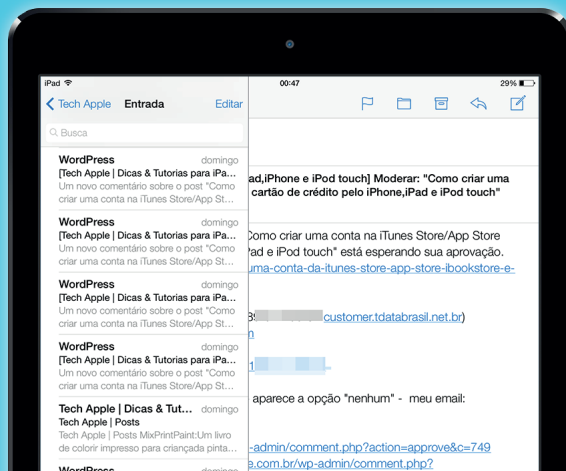 iPad
00:47
29%
Tech Apple
Entrada
Editar
Busca
WordPress domingo
[Tech Apple | Dicas & Tutorias para iPa...
Um novo comentário sobre o post "Como
criar uma conta na iTunes Store/App St...
WordPress domingo
[Tech Apple | Dicas & Tutorias para iPa...
Um novo comentário sobre o post "Como
criar uma conta na iTunes Store/App St...
WordPress domingo
[Tech Apple | Dicas & Tutorias para iPa...
Um novo comentário sobre o post "Como
criar uma conta na iTunes Store/App St...
WordPress domingo
[Tech Apple | Dicas & Tutorias para iPa...
Um novo comentário sobre o post "Como
criar uma conta na iTunes Store/App St...
Tech Apple | Dicas & Tut... domingo
Tech Apple | Posts
Tech Apple | Posts MixPrintPaint:Um livro
de colorir impresso para criançada pinta...
WordPress domingo
ad,iPhone e iPod touch] Moderar: "Como criar uma
cartão de crédito pelo iPhone,iPad e iPod touch"
Como criar uma conta na iTunes Store/App Store
Pad e iPod touch" está esperando sua aprovação.
uma-conta-da-itunes-store-app-store-ibookstore-e-
customer.tdatabrasil.net.br)
aparece a opção "nenhum" - meu email:
-admin/comment.php?action=approve&c=749
e.com.br/wp-admin/comment.php?